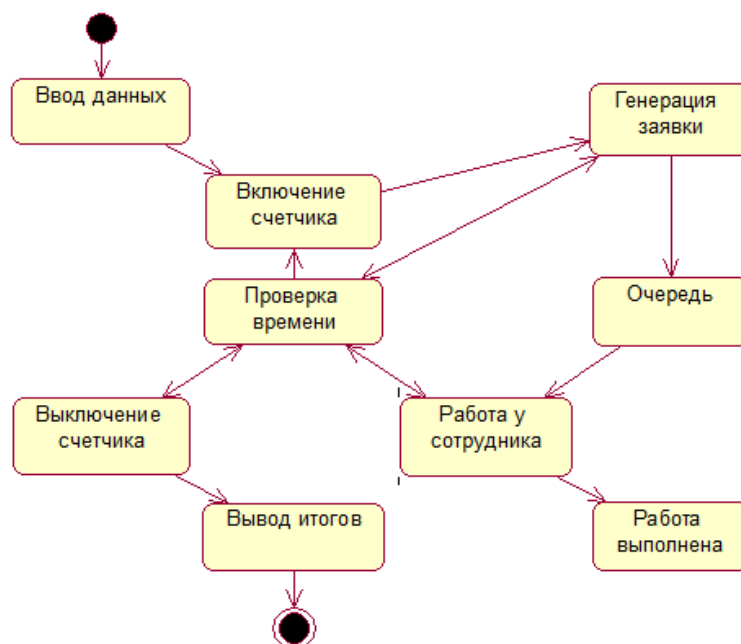 Ввод данных
Генерация
заявки
Включение
счетчика
Проверка
времени
Очередь
Выключение
счетчика
Работа у
сотрудника
Вывод итогов
Работа
выполнена